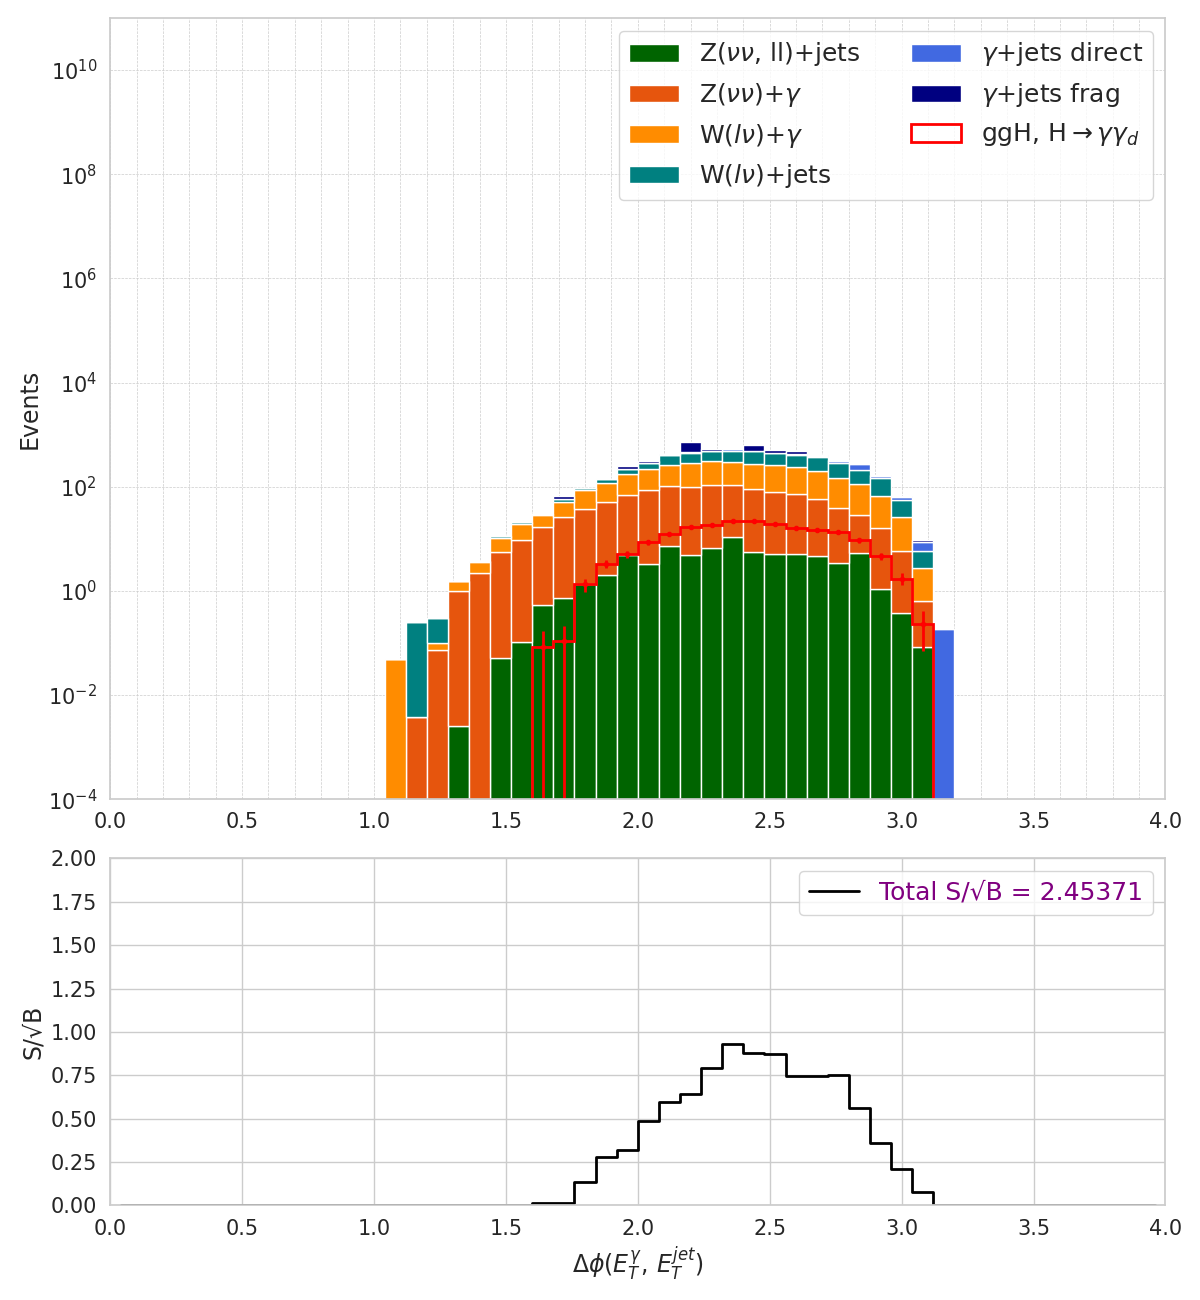 Z(νν, ll)+jets
Z(νν)+γ
W(lν)+γ
W(lν)+jets
γ+jets direct
γ+jets frag
ggH, H→γγ_d
Events
10^10
10^8
10^6
10^4
10^2
10^0
10^−2
10^−4
0.0 0.5 1.0 1.5 2.0 2.5 3.0 3.5 4.0
Total S/√B = 2.45371
S/√B
2.00
1.75
1.50
1.25
1.00
0.75
0.50
0.25
0.00
0.0 0.5 1.0 1.5 2.0 2.5 3.0 3.5 4.0
Δϕ(E_T^γ, E_T^jet)